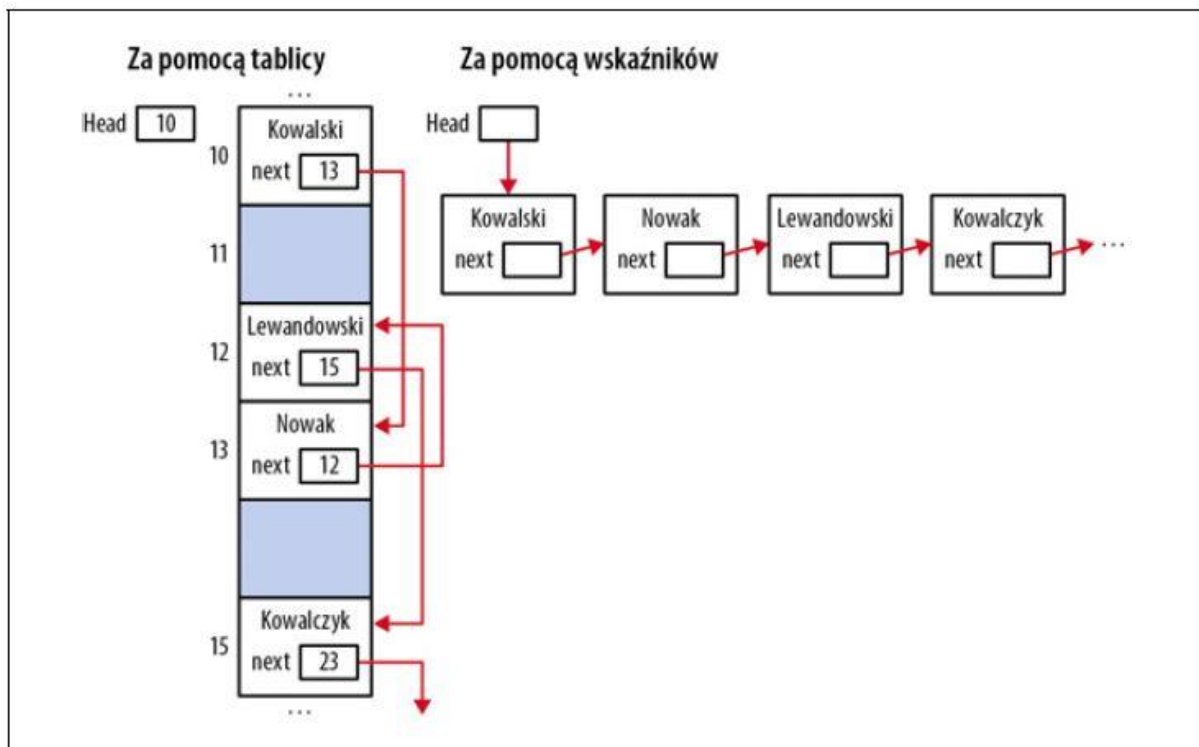 Za pomocą tablicy
...
Head 10
10
Kowalski
next 13
11
12
Lewandowski
next 15
13
Nowak
next 12
15
Kowalczyk
next 23
...
Za pomocą wskaźników
Head
Kowalski
next
Nowak
next
Lewandowski
next
Kowalczyk
next
...